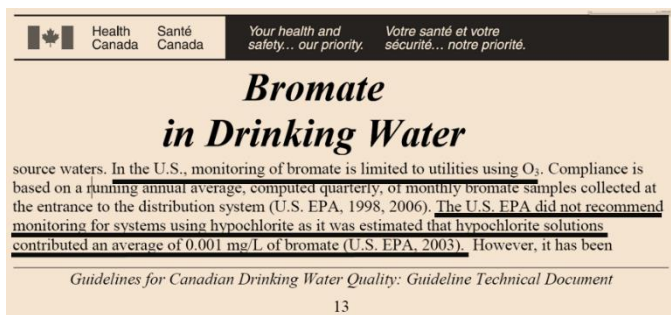 Health Canada
Santé Canada
Your health and safety... our priority.
Votre santé et votre sécurité... notre priorité.
Bromate
in Drinking Water
source waters. In the U.S., monitoring of bromate is limited to utilities using O₃. Compliance is
based on a running annual average, computed quarterly, of monthly bromate samples collected at
the entrance to the distribution system (U.S. EPA, 1998, 2006). The U.S. EPA did not recommend
monitoring for systems using hypochlorite as it was estimated that hypochlorite solutions
contributed an average of 0.001 mg/L of bromate (U.S. EPA, 2003). However, it has been
Guidelines for Canadian Drinking Water Quality: Guideline Technical Document
13